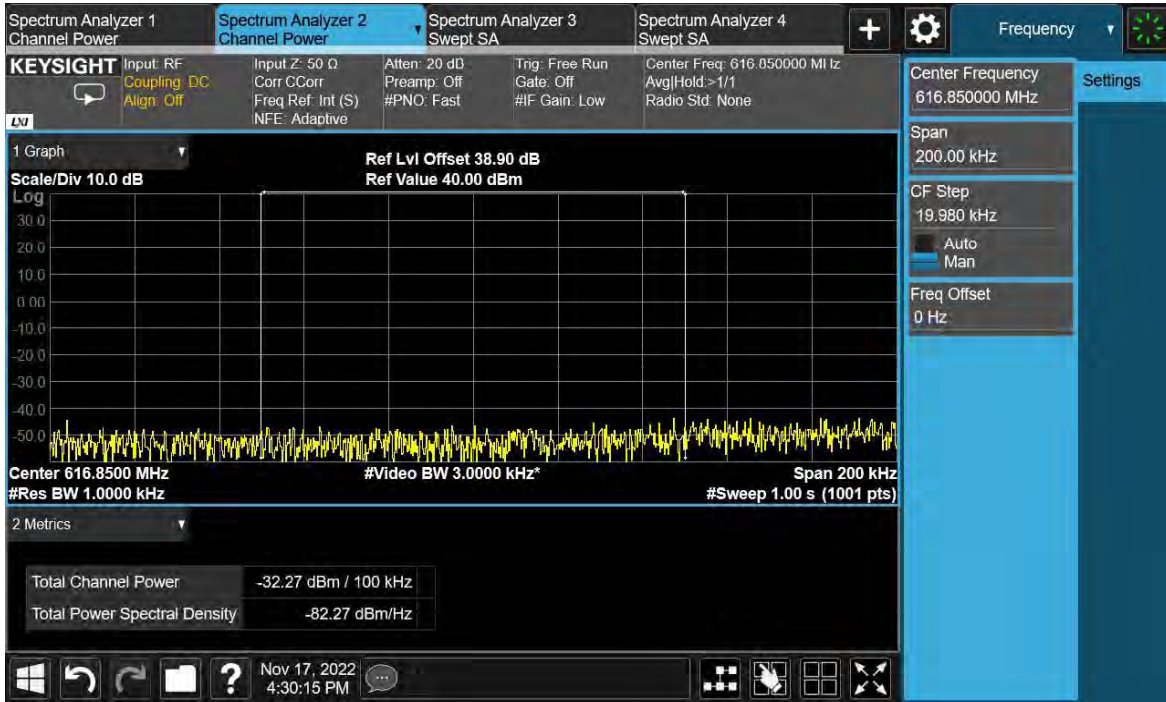 Spectrum Analyzer 1
Channel Power
Spectrum Analyzer 2
Channel Power
Spectrum Analyzer 3
Swept SA
Spectrum Analyzer 4
Swept SA
+
Frequency
KEYSIGHT
LXI
Input: RF
Coupling: DC
Align: Off
Input Z: 50 Ω
Corr CCorr
Freq Ref: Int (S)
NFE: Adaptive
Atten: 20 dB
Preamp: Off
#PNO: Fast
Trig: Free Run
Gate: Off
#IF Gain: Low
Center Freq: 616.850000 MHz
Avg|Hold:>1/1
Radio Std: None
Center Frequency
616.850000 MHz
Settings
Span
200.00 kHz
CF Step
19.980 kHz
Auto
Man
Freq Offset
0 Hz
1 Graph
Scale/Div 10.0 dB
Ref Lvl Offset 38.90 dB
Ref Value 40.00 dBm
Log
30.0
20.0
10.0
0.00
-10.0
-20.0
-30.0
-40.0
-50.0
Center 616.8500 MHz
#Video BW 3.0000 kHz*
Span 200 kHz
#Res BW 1.0000 kHz
#Sweep 1.00 s (1001 pts)
2 Metrics
Total Channel Power -32.27 dBm / 100 kHz
Total Power Spectral Density -82.27 dBm/Hz
?
Nov 17, 2022
4:30:15 PM